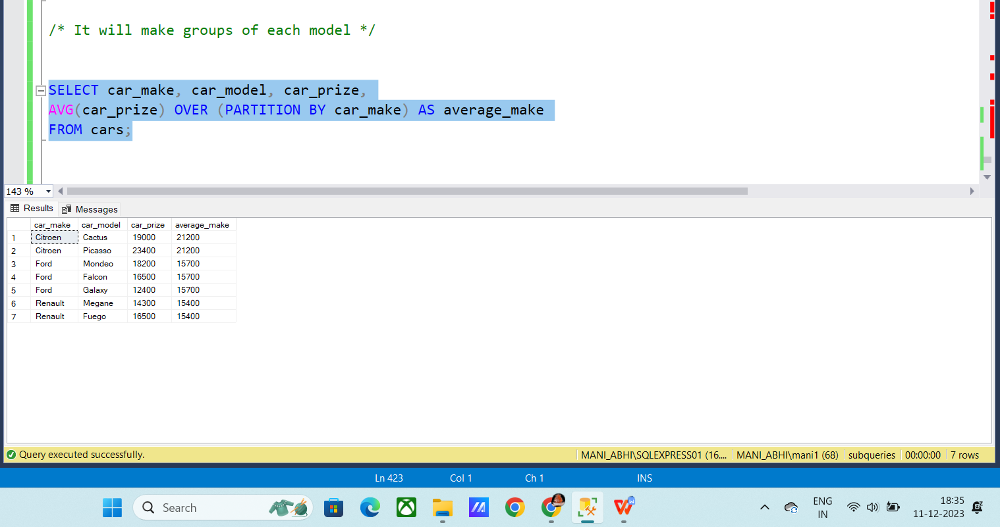 /* It will make groups of each model */
SELECT car_make, car_model, car_prize,
AVG(car_prize) OVER (PARTITION BY car_make) AS average_make
FROM cars;
143 %
Results Messages
car_make car_model car_prize average_make
1 Citroen Cactus 19000 21200
2 Citroen Picasso 23400 21200
3 Ford Mondeo 18200 15700
4 Ford Falcon 16500 15700
5 Ford Galaxy 12400 15700
6 Renault Megane 14300 15400
7 Renault Fuego 16500 15400
Query executed successfully. MANI_ABHI\SQLEXPRESS01 (16.... MANI_ABHI\mani1 (68) subqueries 00:00:00 7 rows
Ln 423 Col 1 Ch 1 INS
Search
ENG
IN
18:35
11-12-2023